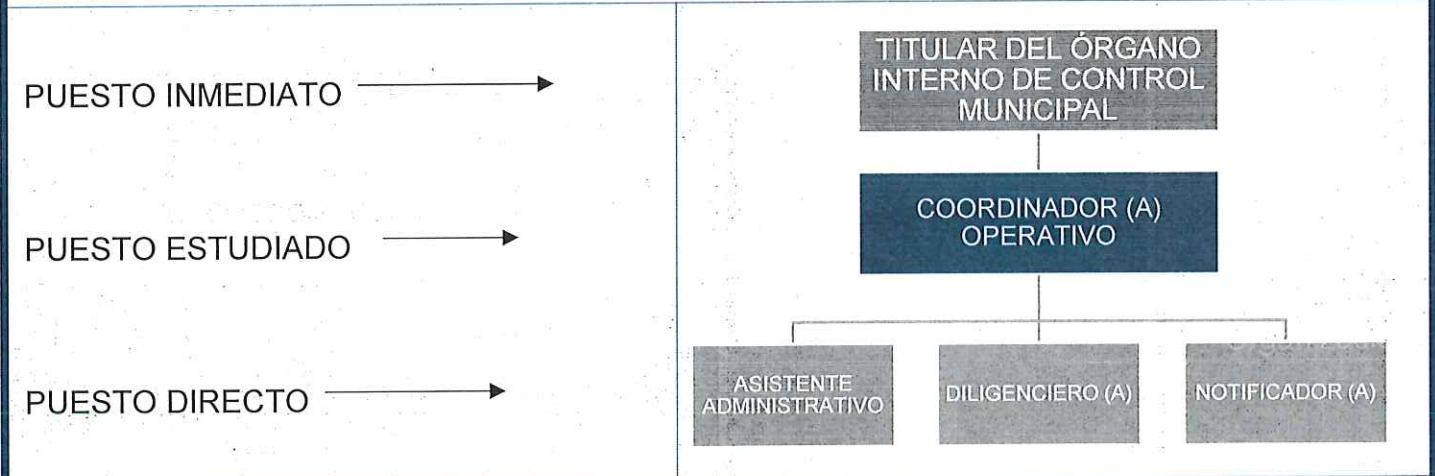 PUESTO INMEDIATO
TITULAR DEL ÓRGANO
INTERNO DE CONTROL
MUNICIPAL
PUESTO ESTUDIADO
COORDINADOR (A)
OPERATIVO
PUESTO DIRECTO
ASISTENTE
ADMINISTRATIVO
DILIGENCIERO (A)
NOTIFICADOR (A)